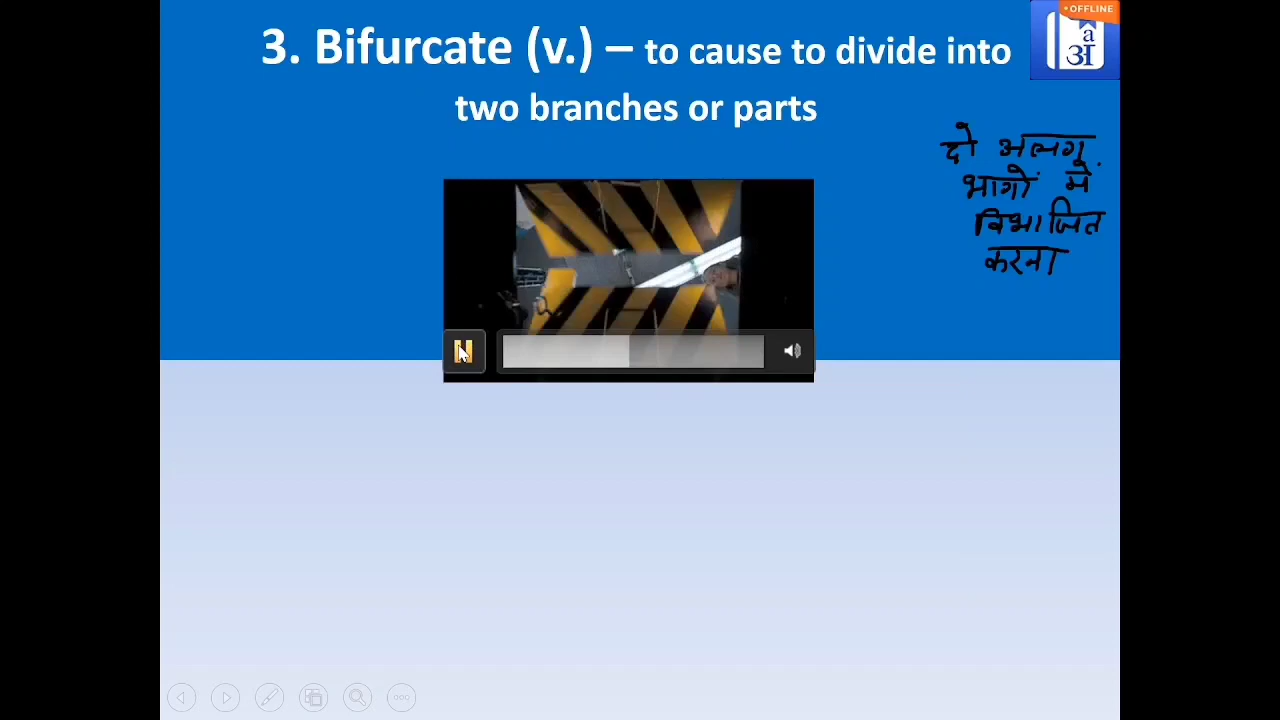 3. Bifurcate (v.) – to cause to divide into
two branches or parts
•OFFLINE
a
अ
दो अलग
भागों में
विभाजित
करना